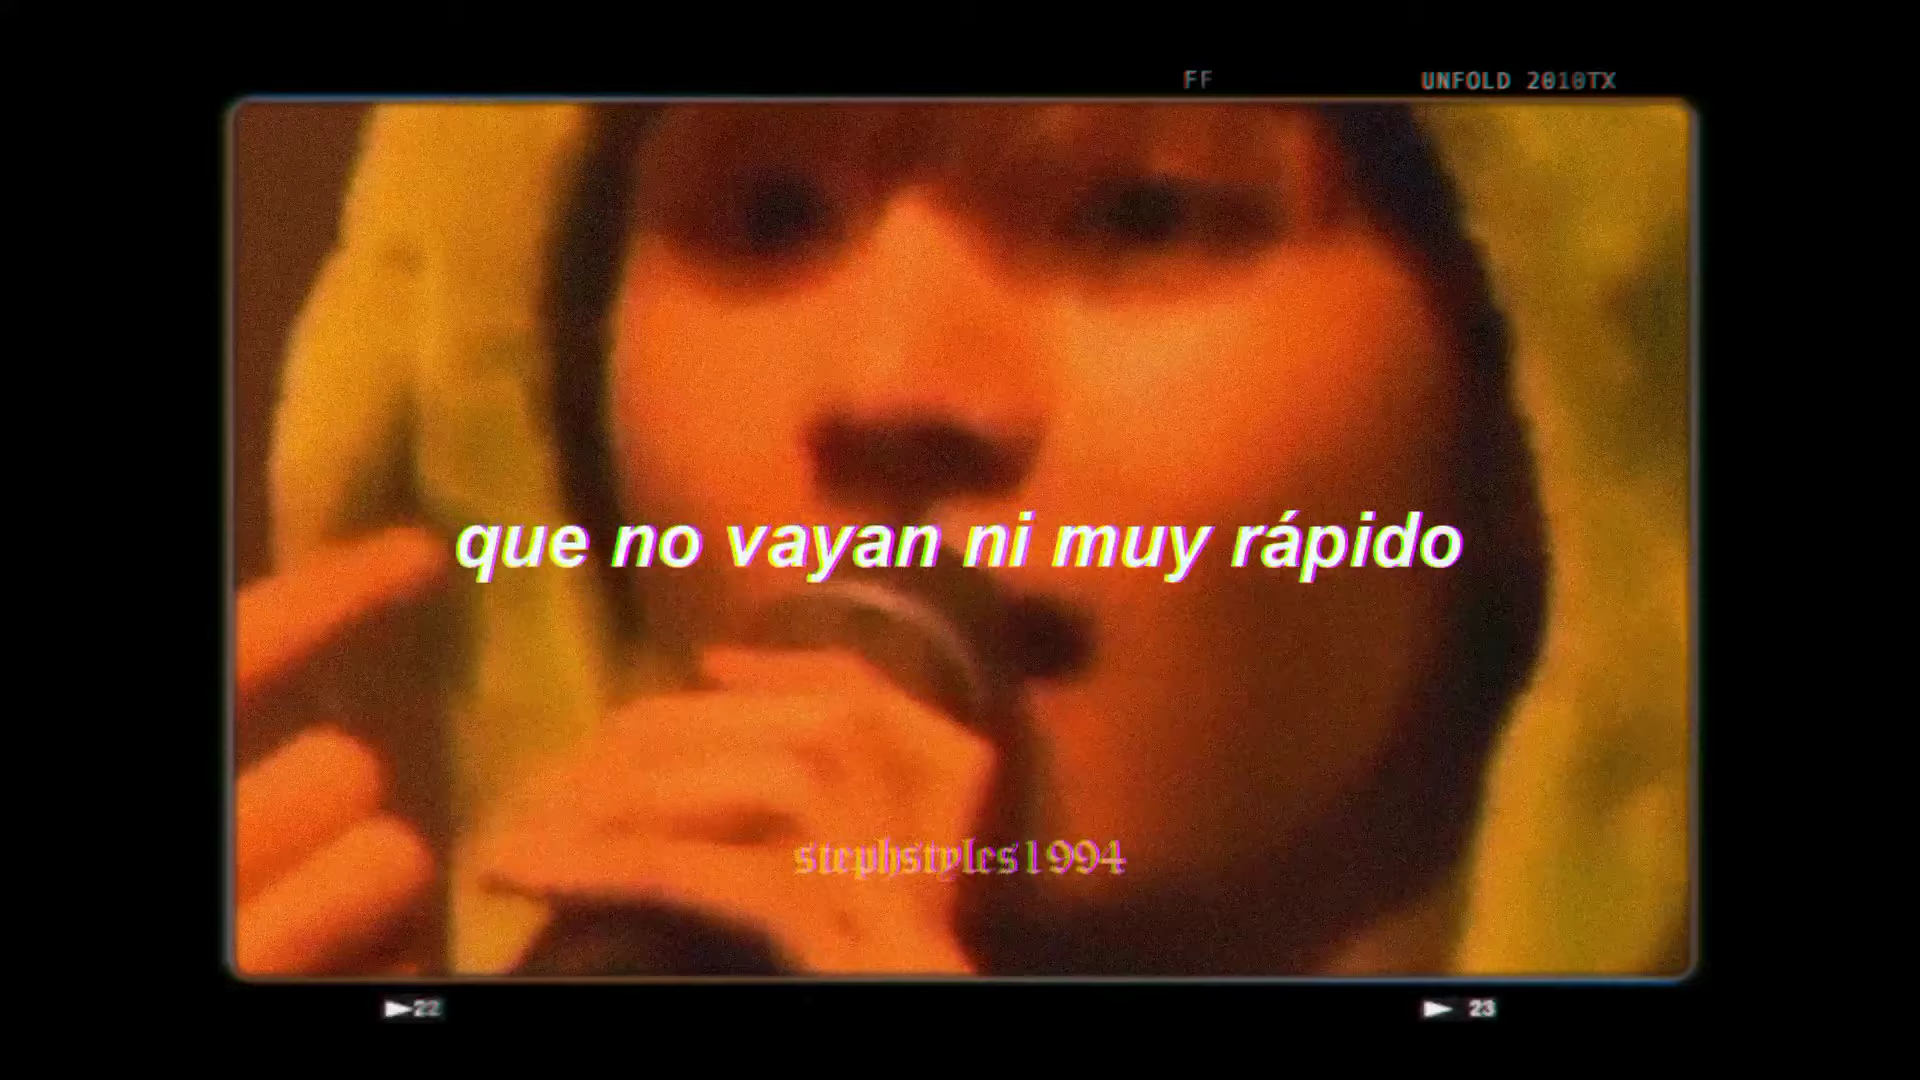 FF UNFOLD 2010TX
que no vayan ni muy rápido
stephstyles1994
▶22 ▶ 23